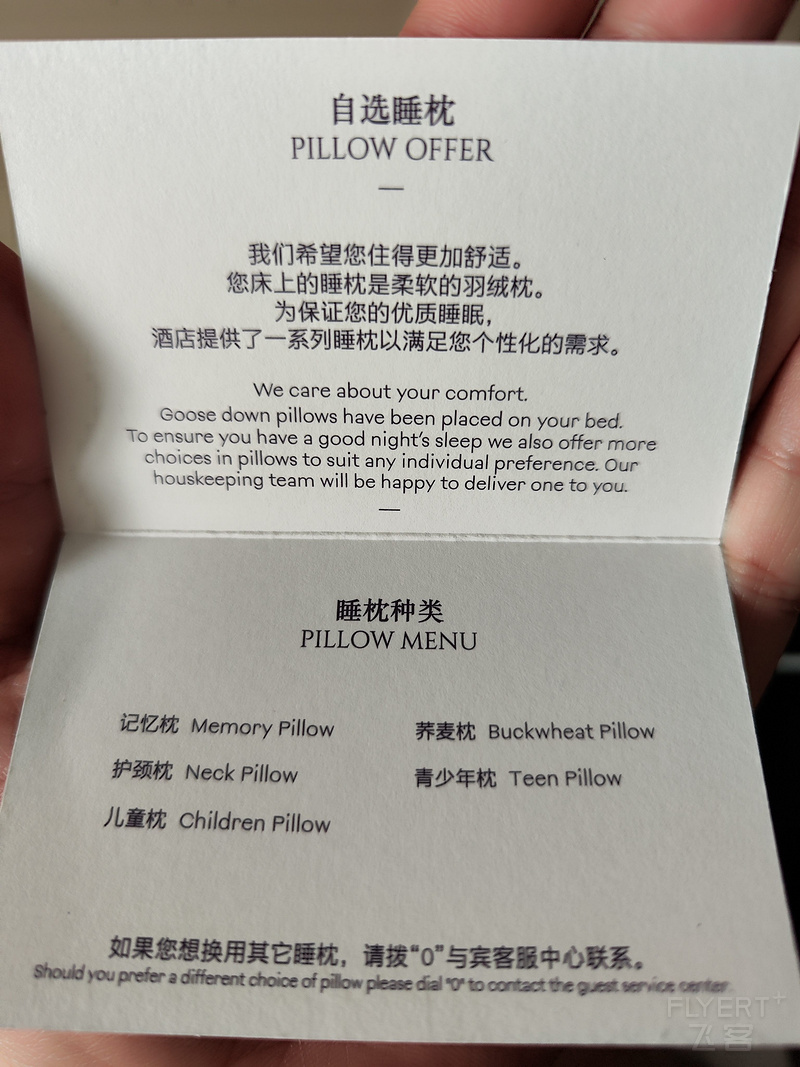 自选睡枕
PILLOW OFFER
—
我们希望您住得更加舒适。
您床上的睡枕是柔软的羽绒枕。
为保证您的优质睡眠，
酒店提供了一系列睡枕以满足您个性化的需求。
We care about your comfort.
Goose down pillows have been placed on your bed.
To ensure you have a good night's sleep we also offer more
choices in pillows to suit any individual preference. Our
houskeeping team will be happy to deliver one to you.
—
睡枕种类
PILLOW MENU
记忆枕 Memory Pillow
荞麦枕 Buckwheat Pillow
护颈枕 Neck Pillow
青少年枕 Teen Pillow
儿童枕 Children Pillow
如果您想换用其它睡枕，请拨“0”与宾客服中心联系。
Should you prefer a different choice of pillow please dial "0" to contact the guest service center.
FLYERT+
飞客